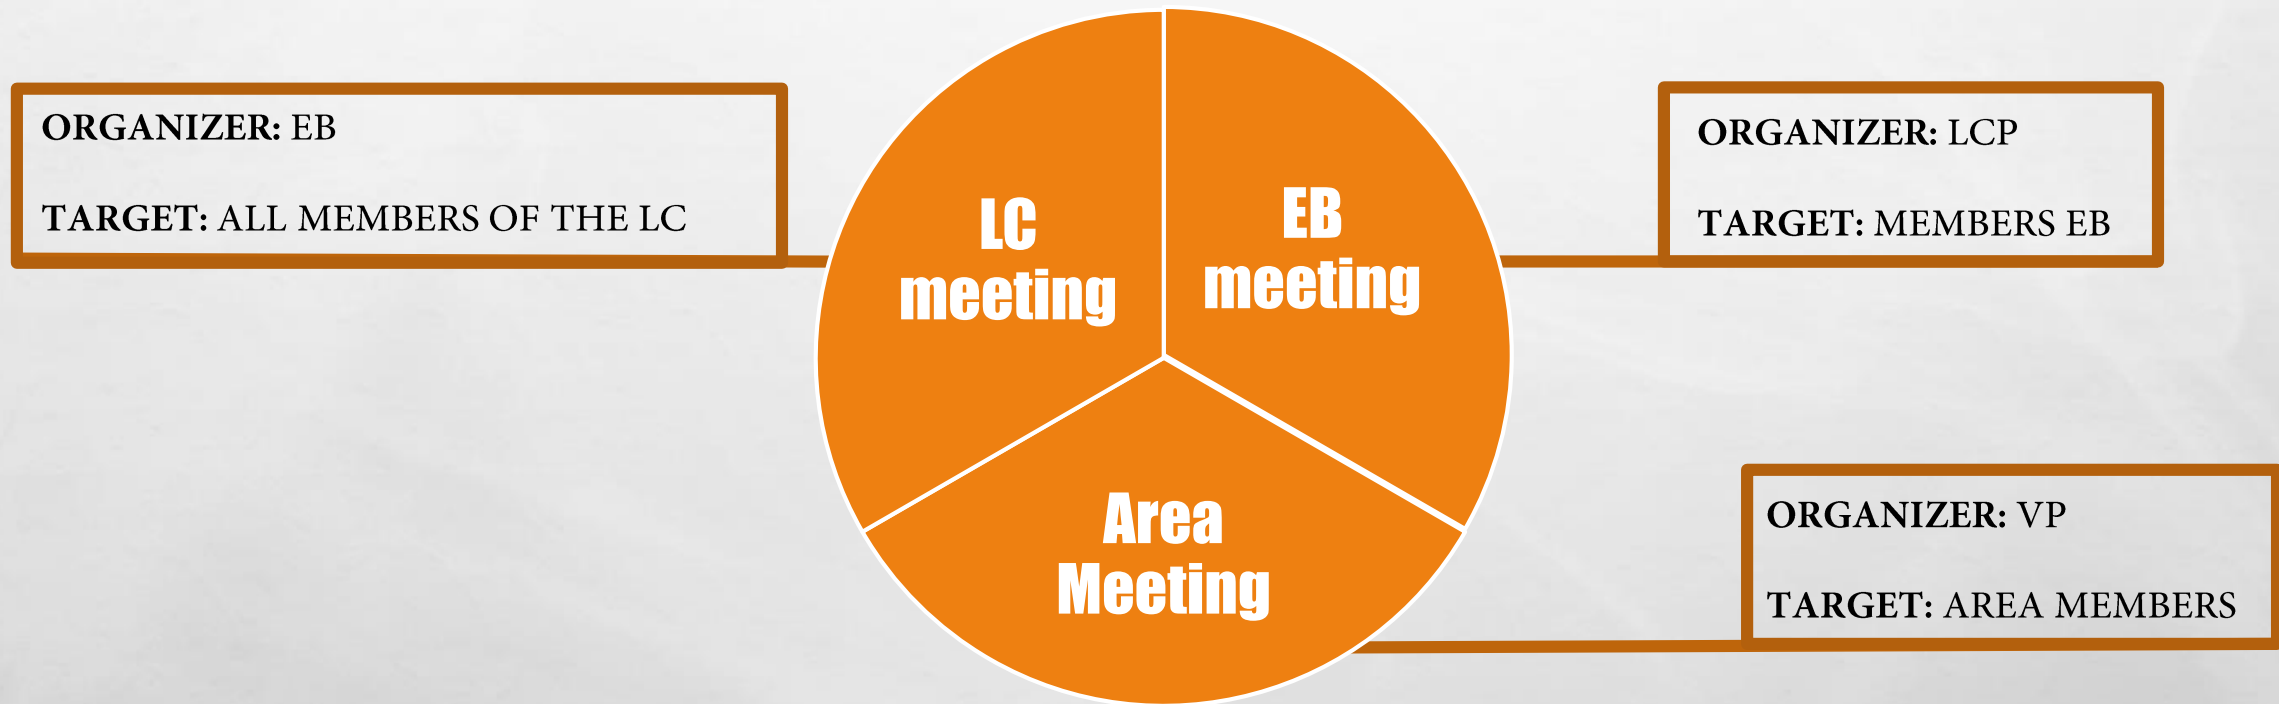 ORGANIZER: EB
TARGET: ALL MEMBERS OF THE LC
LC
meeting
EB
meeting
ORGANIZER: LCP
TARGET: MEMBERS EB
Area
Meeting
ORGANIZER: VP
TARGET: AREA MEMBERS